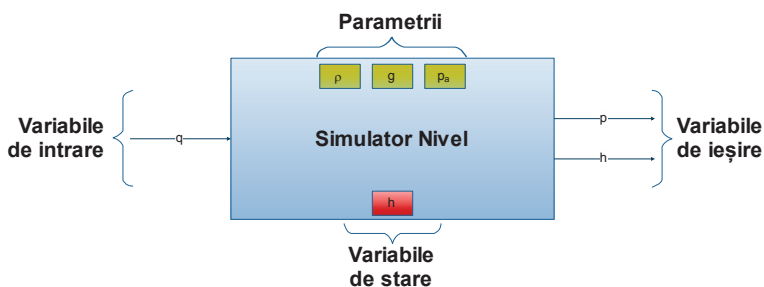 Parametrii
ρ g pa
Variabile
de intrare
q
Simulator Nivel
p
h
Variabile
de ieșire
h
Variabile
de stare